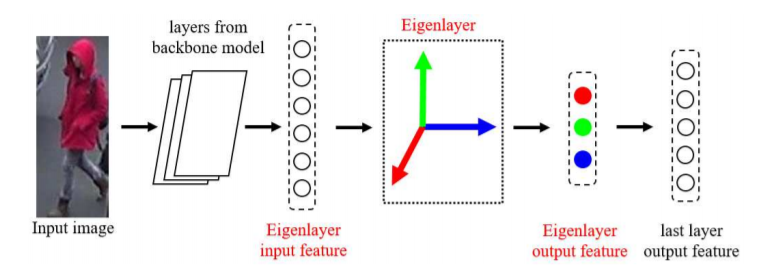 layers from
backbone model
Eigenlayer
Input image
Eigenlayer
input feature
Eigenlayer
output feature
last layer
output feature